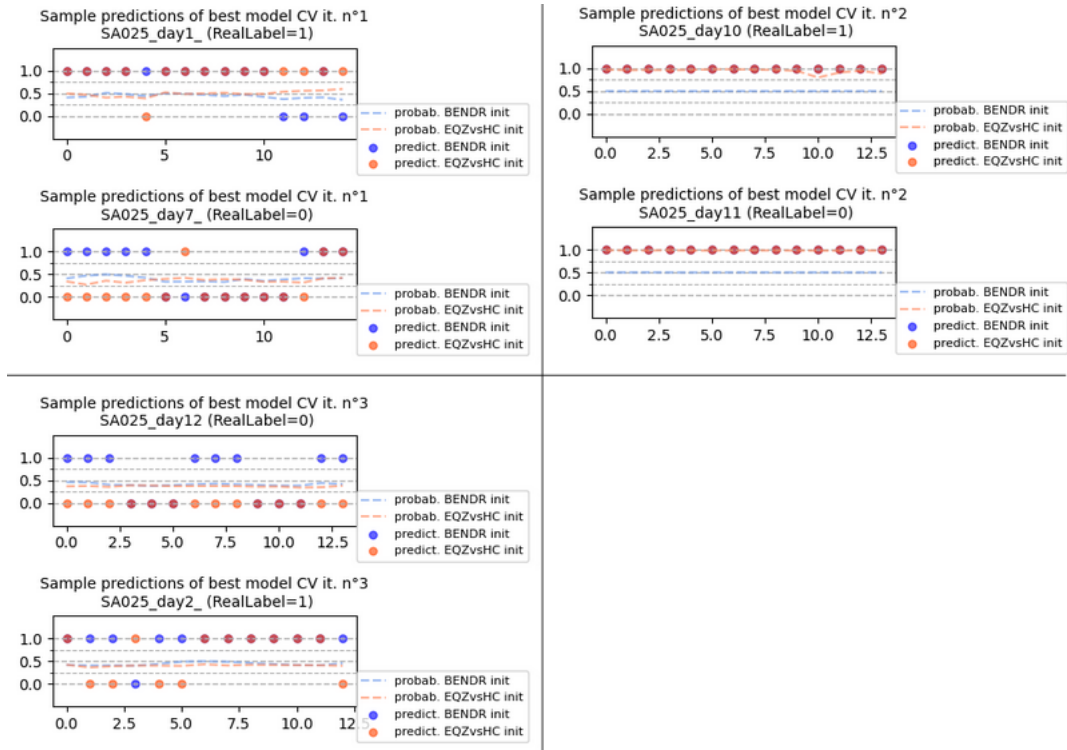 Sample predictions of best model CV it. n°1
SA025_day1_ (RealLabel=1)
1.0
0.5
0.0
0 5 10
probab. BENDR init
probab. EQZvsHC init
predict. BENDR init
predict. EQZvsHC init
Sample predictions of best model CV it. n°1
SA025_day7_ (RealLabel=0)
1.0
0.5
0.0
0 5 10
probab. BENDR init
probab. EQZvsHC init
predict. BENDR init
predict. EQZvsHC init
Sample predictions of best model CV it. n°2
SA025_day10 (RealLabel=1)
1.0
0.5
0.0
0.0 2.5 5.0 7.5 10.0 12.5
probab. BENDR init
probab. EQZvsHC init
predict. BENDR init
predict. EQZvsHC init
Sample predictions of best model CV it. n°2
SA025_day11 (RealLabel=0)
1.0
0.5
0.0
0.0 2.5 5.0 7.5 10.0 12.5
probab. BENDR init
probab. EQZvsHC init
predict. BENDR init
predict. EQZvsHC init
Sample predictions of best model CV it. n°3
SA025_day12 (RealLabel=0)
1.0
0.5
0.0
0.0 2.5 5.0 7.5 10.0 12.5
probab. BENDR init
probab. EQZvsHC init
predict. BENDR init
predict. EQZvsHC init
Sample predictions of best model CV it. n°3
SA025_day2_ (RealLabel=1)
1.0
0.5
0.0
0.0 2.5 5.0 7.5 10.0 12.5
probab. BENDR init
probab. EQZvsHC init
predict. BENDR init
predict. EQZvsHC init